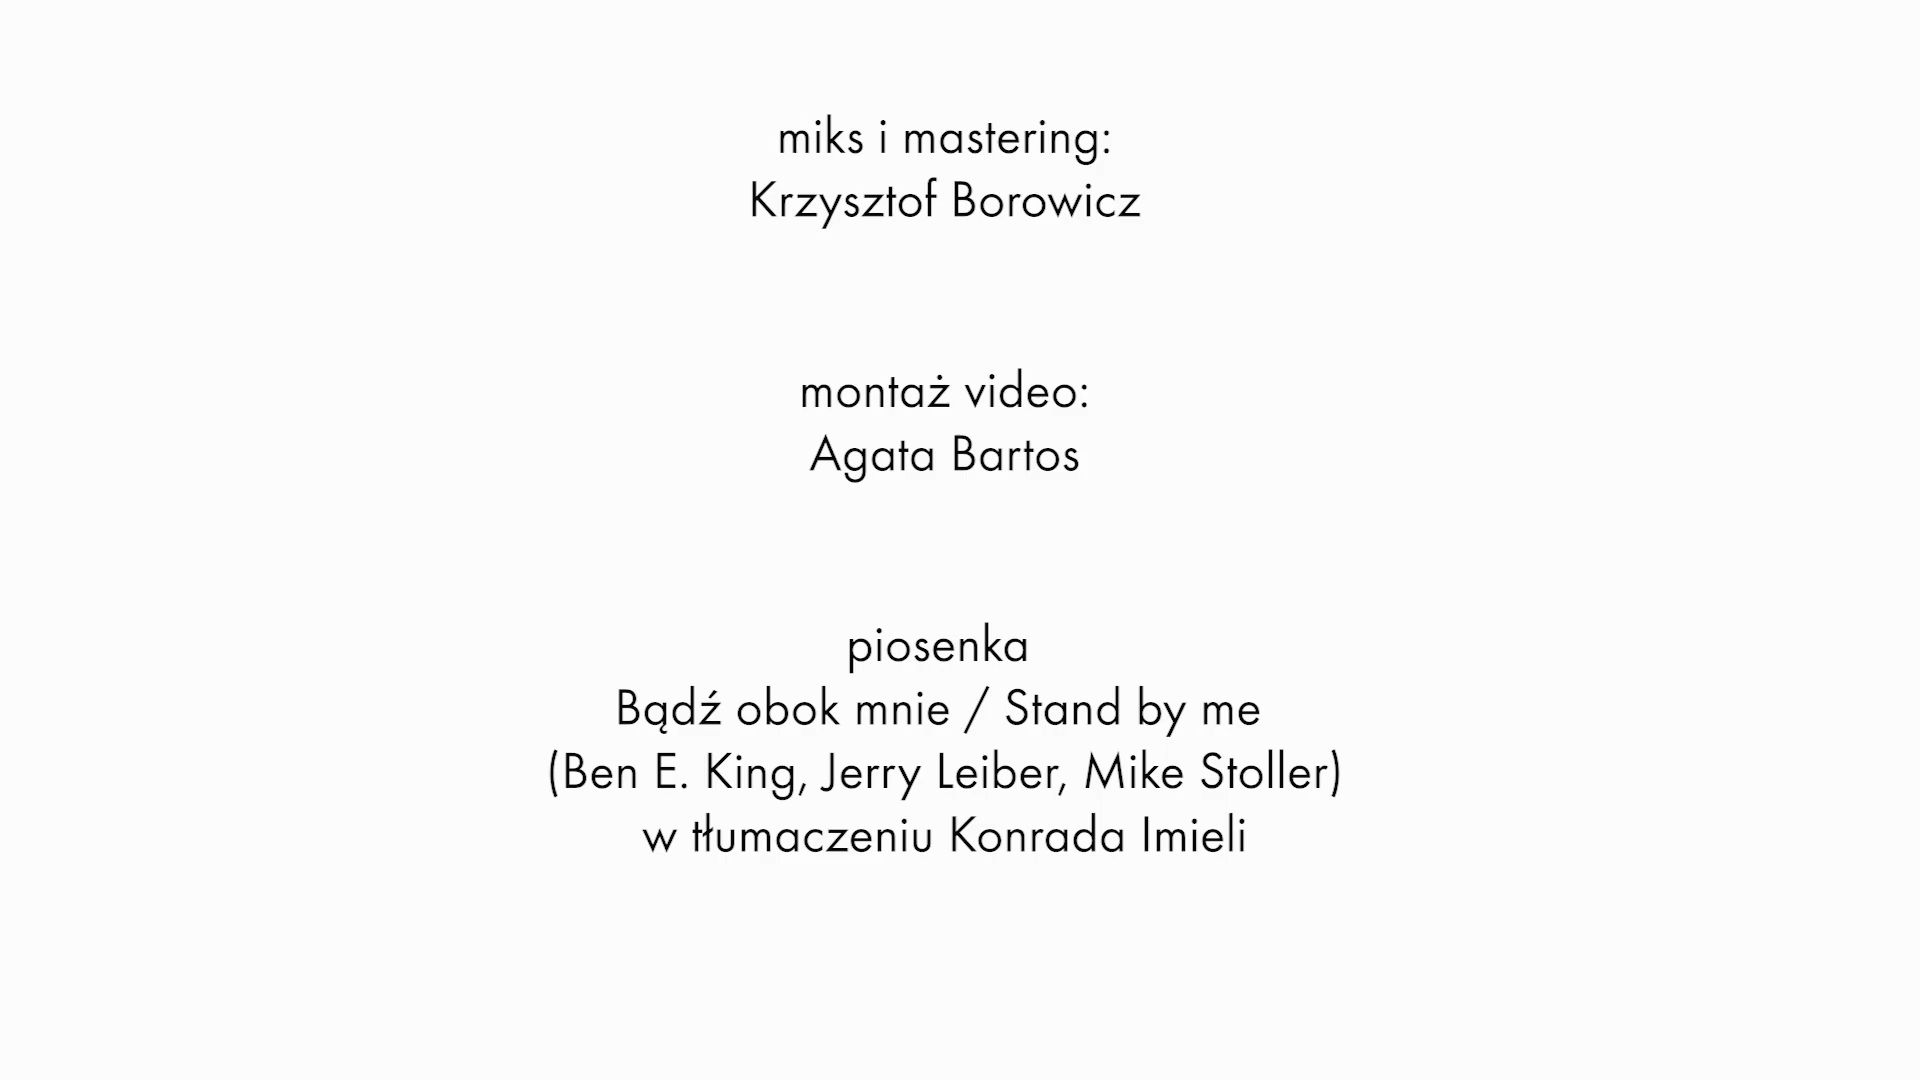 miks i mastering:
Krzysztof Borowicz
montaż video:
Agata Bartos
piosenka
Bądź obok mnie / Stand by me
(Ben E. King, Jerry Leiber, Mike Stoller)
w tłumaczeniu Konrada Imieli